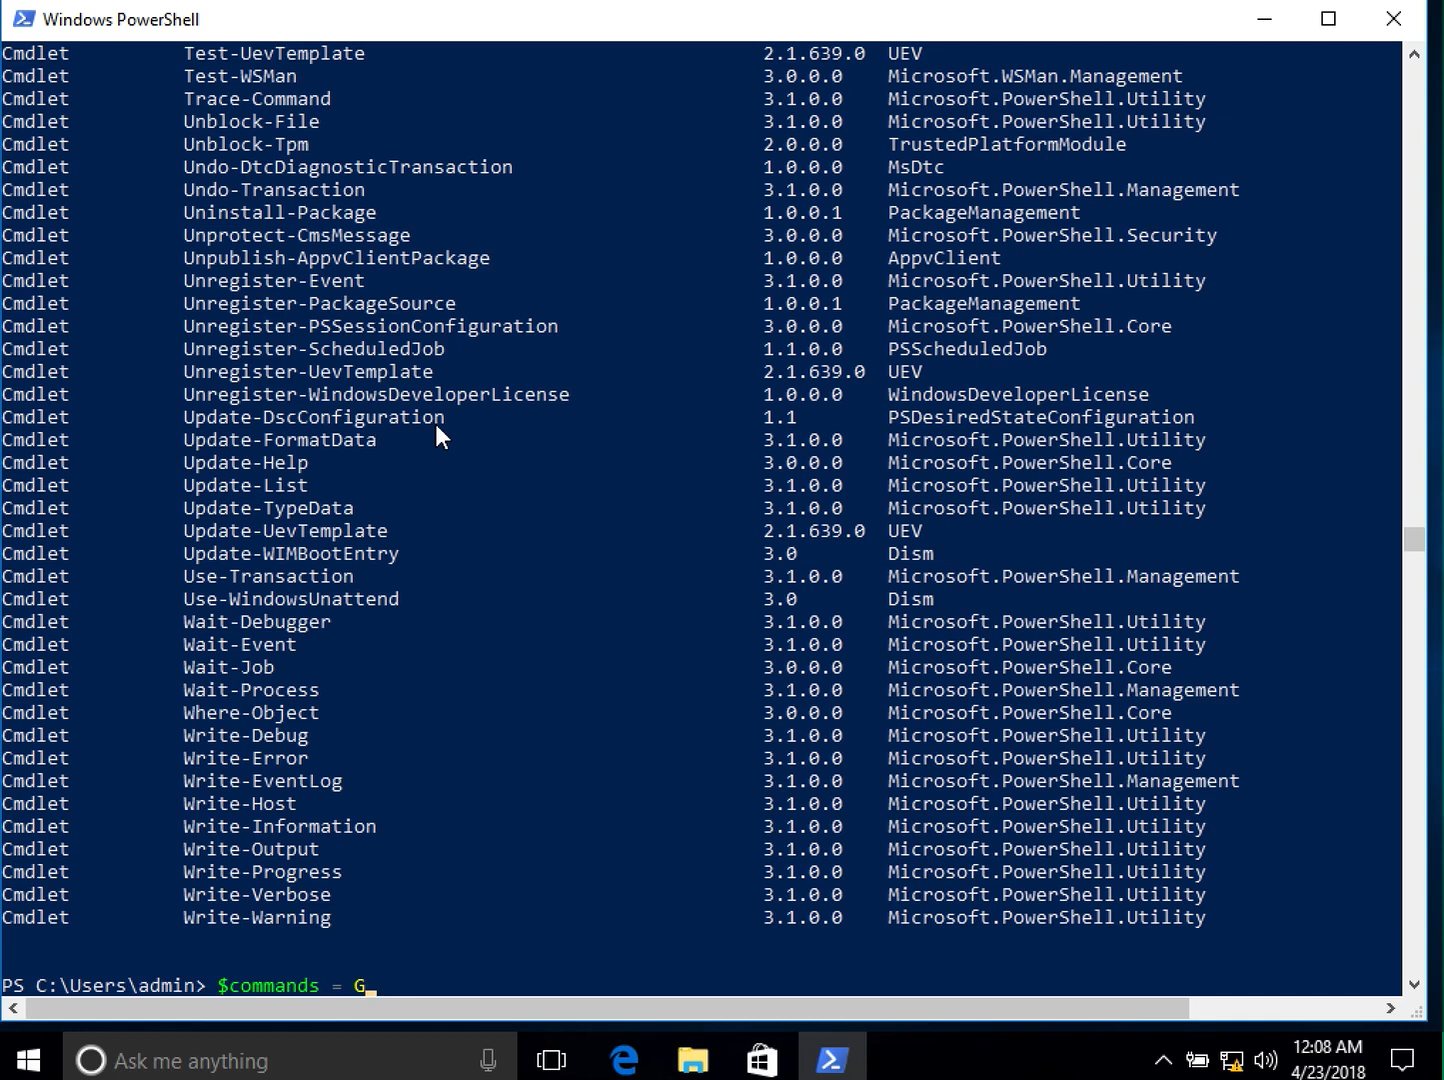 Windows PowerShell
Cmdlet Test-UevTemplate 2.1.639.0 UEV
Cmdlet Test-WSMan 3.0.0.0 Microsoft.WSMan.Management
Cmdlet Trace-Command 3.1.0.0 Microsoft.PowerShell.Utility
Cmdlet Unblock-File 3.1.0.0 Microsoft.PowerShell.Utility
Cmdlet Unblock-Tpm 2.0.0.0 TrustedPlatformModule
Cmdlet Undo-DtcDiagnosticTransaction 1.0.0.0 MsDtc
Cmdlet Undo-Transaction 3.1.0.0 Microsoft.PowerShell.Management
Cmdlet Uninstall-Package 1.0.0.1 PackageManagement
Cmdlet Unprotect-CmsMessage 3.0.0.0 Microsoft.PowerShell.Security
Cmdlet Unpublish-AppvClientPackage 1.0.0.0 AppvClient
Cmdlet Unregister-Event 3.1.0.0 Microsoft.PowerShell.Utility
Cmdlet Unregister-PackageSource 1.0.0.1 PackageManagement
Cmdlet Unregister-PSSessionConfiguration 3.0.0.0 Microsoft.PowerShell.Core
Cmdlet Unregister-ScheduledJob 1.1.0.0 PSScheduledJob
Cmdlet Unregister-UevTemplate 2.1.639.0 UEV
Cmdlet Unregister-WindowsDeveloperLicense 1.0.0.0 WindowsDeveloperLicense
Cmdlet Update-DscConfiguration 1.1 PSDesiredStateConfiguration
Cmdlet Update-FormatData 3.1.0.0 Microsoft.PowerShell.Utility
Cmdlet Update-Help 3.0.0.0 Microsoft.PowerShell.Core
Cmdlet Update-List 3.1.0.0 Microsoft.PowerShell.Utility
Cmdlet Update-TypeData 3.1.0.0 Microsoft.PowerShell.Utility
Cmdlet Update-UevTemplate 2.1.639.0 UEV
Cmdlet Update-WIMBootEntry 3.0 Dism
Cmdlet Use-Transaction 3.1.0.0 Microsoft.PowerShell.Management
Cmdlet Use-WindowsUnattend 3.0 Dism
Cmdlet Wait-Debugger 3.1.0.0 Microsoft.PowerShell.Utility
Cmdlet Wait-Event 3.1.0.0 Microsoft.PowerShell.Utility
Cmdlet Wait-Job 3.0.0.0 Microsoft.PowerShell.Core
Cmdlet Wait-Process 3.1.0.0 Microsoft.PowerShell.Management
Cmdlet Where-Object 3.0.0.0 Microsoft.PowerShell.Core
Cmdlet Write-Debug 3.1.0.0 Microsoft.PowerShell.Utility
Cmdlet Write-Error 3.1.0.0 Microsoft.PowerShell.Utility
Cmdlet Write-EventLog 3.1.0.0 Microsoft.PowerShell.Management
Cmdlet Write-Host 3.1.0.0 Microsoft.PowerShell.Utility
Cmdlet Write-Information 3.1.0.0 Microsoft.PowerShell.Utility
Cmdlet Write-Output 3.1.0.0 Microsoft.PowerShell.Utility
Cmdlet Write-Progress 3.1.0.0 Microsoft.PowerShell.Utility
Cmdlet Write-Verbose 3.1.0.0 Microsoft.PowerShell.Utility
Cmdlet Write-Warning 3.1.0.0 Microsoft.PowerShell.Utility
PS C:\Users\admin> $commands = G
Ask me anything
12:08 AM
4/23/2018